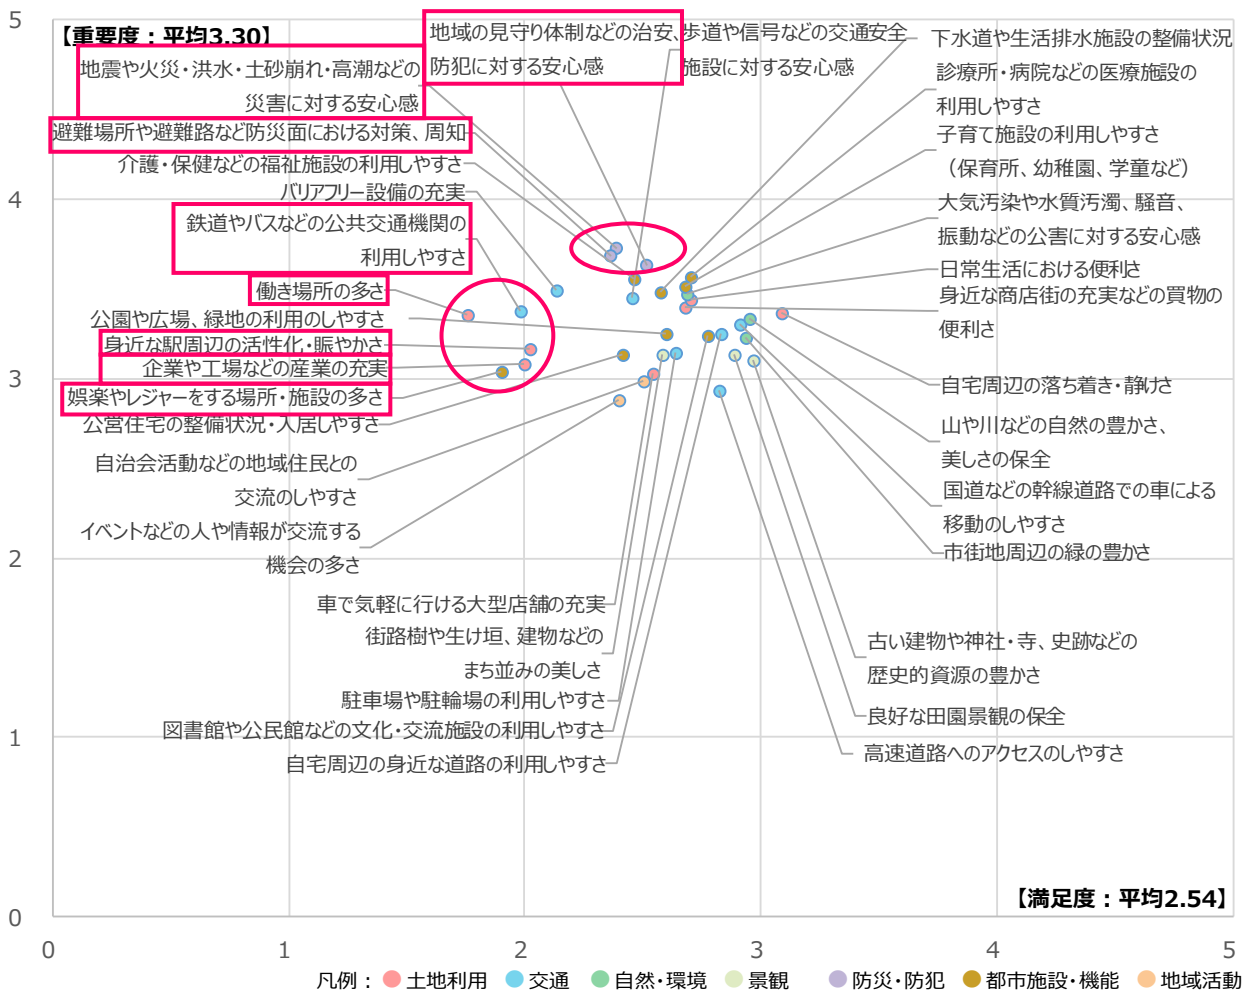 5
【重要度：平均3.30】
地域の見守り体制などの治安、
防犯に対する安心感
歩道や信号などの交通安全
施設に対する安心感
下水道や生活排水施設の整備状況
地震や火災・洪水・土砂崩れ・高潮などの
災害に対する安心感
診療所・病院などの医療施設の
利用しやすさ
避難場所や避難路など防災面における対策、周知
子育て施設の利用しやすさ
（保育所、幼稚園、学童など）
介護・保健などの福祉施設の利用しやすさ
バリアフリー設備の充実
4
大気汚染や水質汚濁、騒音、
振動などの公害に対する安心感
鉄道やバスなどの公共交通機関の
利用しやすさ
日常生活における便利さ
働き場所の多さ
身近な商店街の充実などの買物の
便利さ
公園や広場、緑地の利用のしやすさ
身近な駅周辺の活性化・賑やかさ
企業や工場などの産業の充実
3
自宅周辺の落ち着き・静けさ
娯楽やレジャーをする場所・施設の多さ
公営住宅の整備状況・入居しやすさ
山や川などの自然の豊かさ、
美しさの保全
自治会活動などの地域住民との
交流のしやすさ
国道などの幹線道路での車による
移動のしやすさ
イベントなどの人や情報が交流する
機会の多さ
市街地周辺の緑の豊かさ
2
車で気軽に行ける大型店舗の充実
街路樹や生け垣、建物などの
まち並みの美しさ
古い建物や神社・寺、史跡などの
歴史的資源の豊かさ
駐車場や駐輪場の利用しやすさ
良好な田園景観の保全
図書館や公民館などの文化・交流施設の利用しやすさ
1
高速道路へのアクセスのしやすさ
自宅周辺の身近な道路の利用しやすさ
【満足度：平均2.54】
0
0 1 2 3 4 5
凡例： 土地利用 交通 自然・環境 景観 防災・防犯 都市施設・機能 地域活動